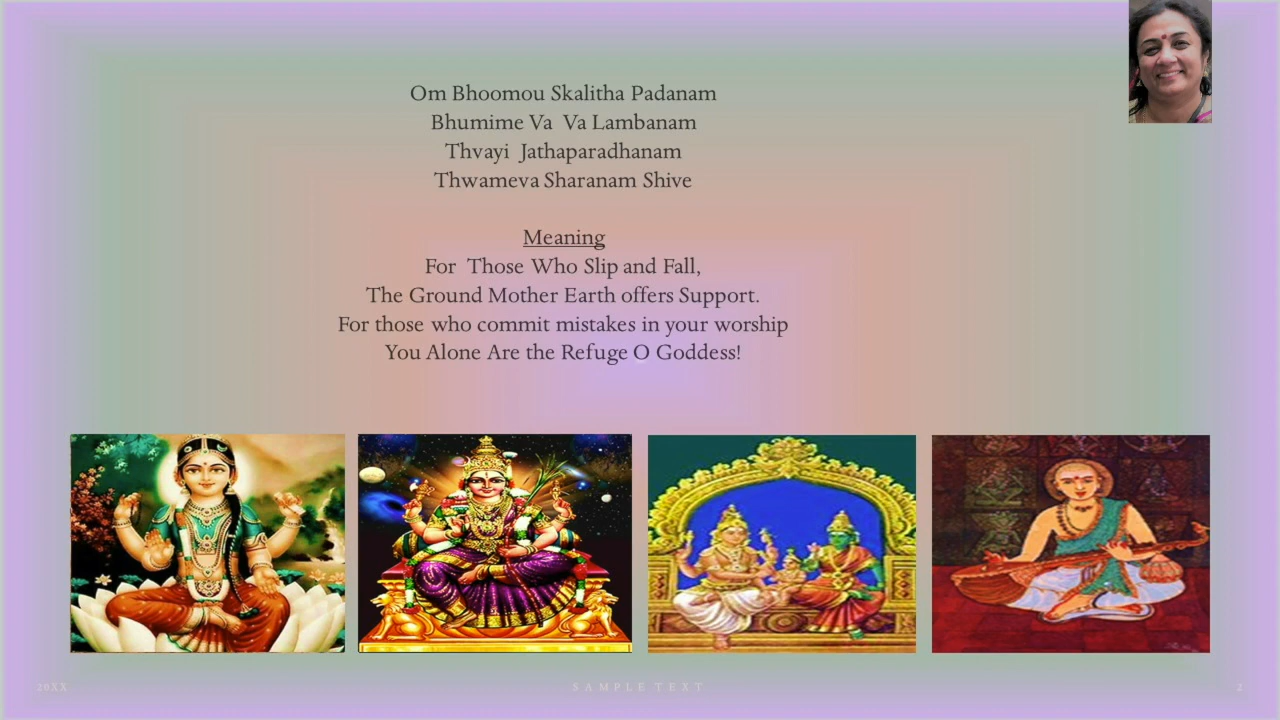 Om Bhoomou Skalitha Padanam
Bhumime Va Va Lambanam
Thvayi Jathaparadhanam
Thwameva Sharanam Shive
Meaning
For Those Who Slip and Fall,
The Ground Mother Earth offers Support.
For those who commit mistakes in your worship
You Alone Are the Refuge O Goddess!
20XX
SAMPLE TEXT
2